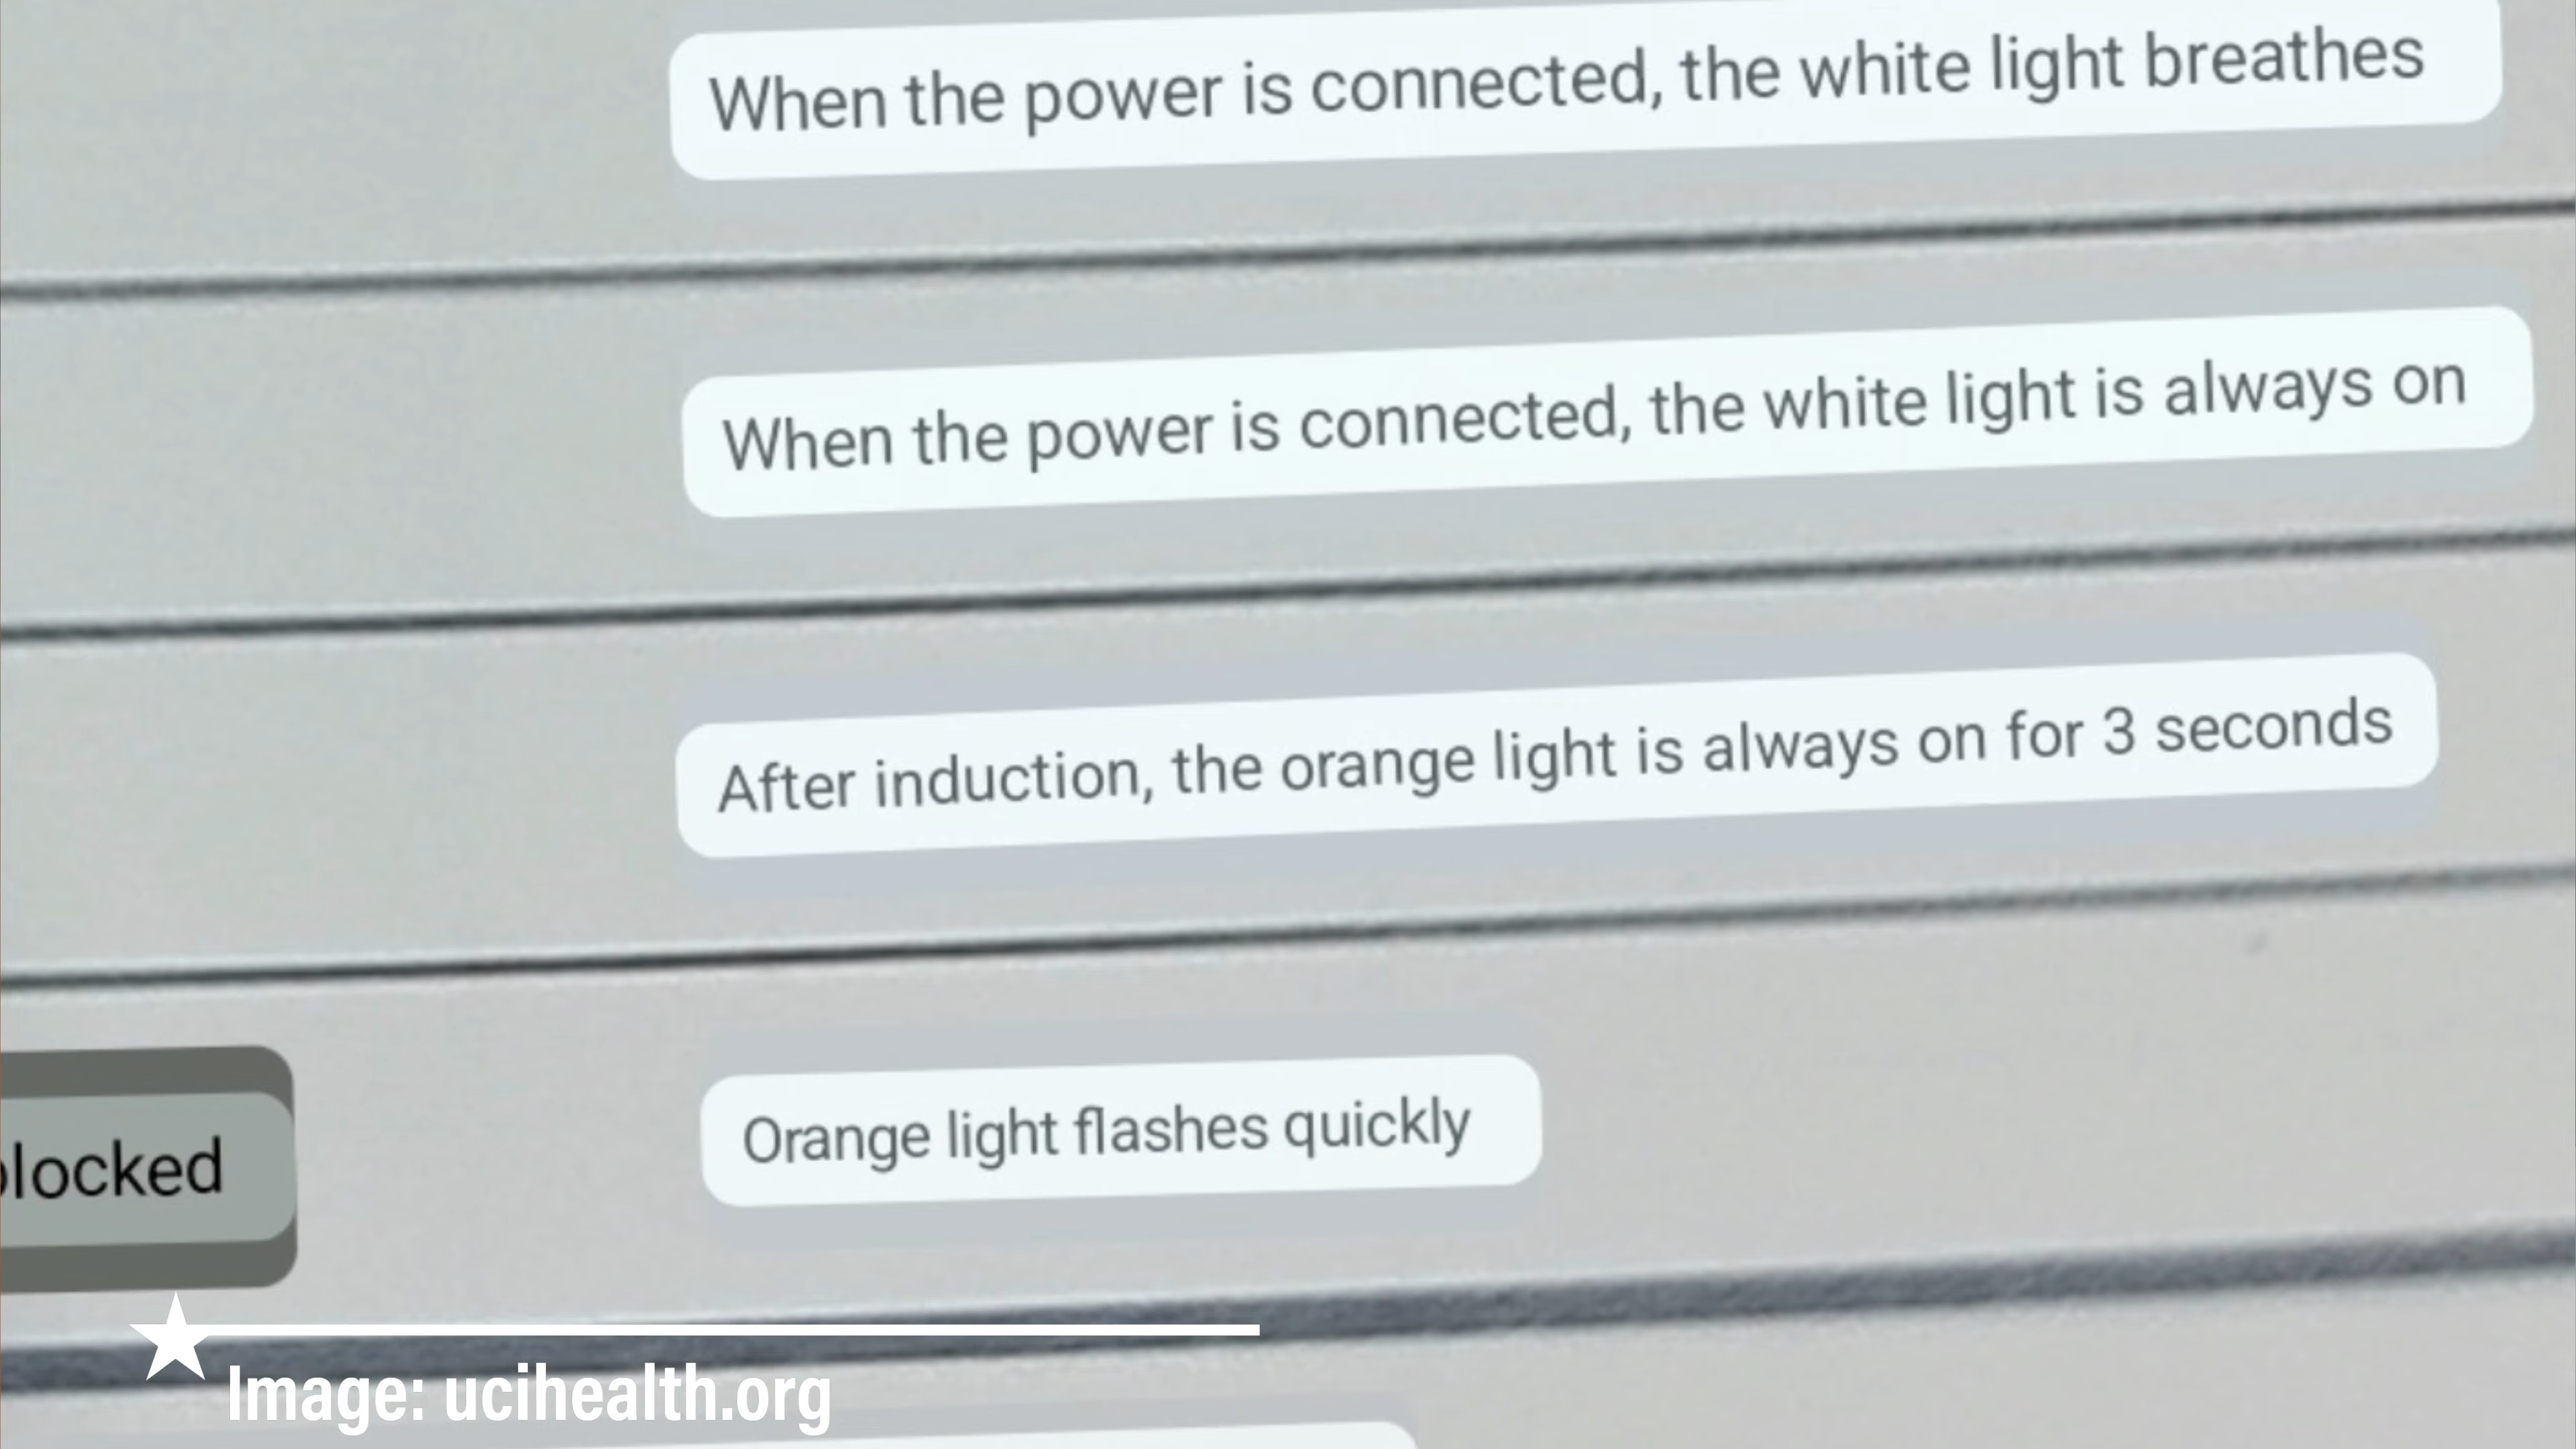 When the power is connected, the white light breathes
When the power is connected, the white light is always on
After induction, the orange light is always on for 3 seconds
Orange light flashes quickly
Image: ucihealth.org